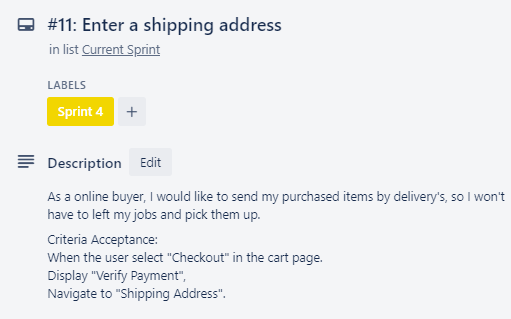 #11: Enter a shipping address
in list Current Sprint
LABELS
Sprint 4 +
Description Edit
As a online buyer, I would like to send my purchased items by delivery's, so I won't
have to left my jobs and pick them up.
Criteria Acceptance:
When the user select "Checkout" in the cart page.
Display "Verify Payment",
Navigate to "Shipping Address".